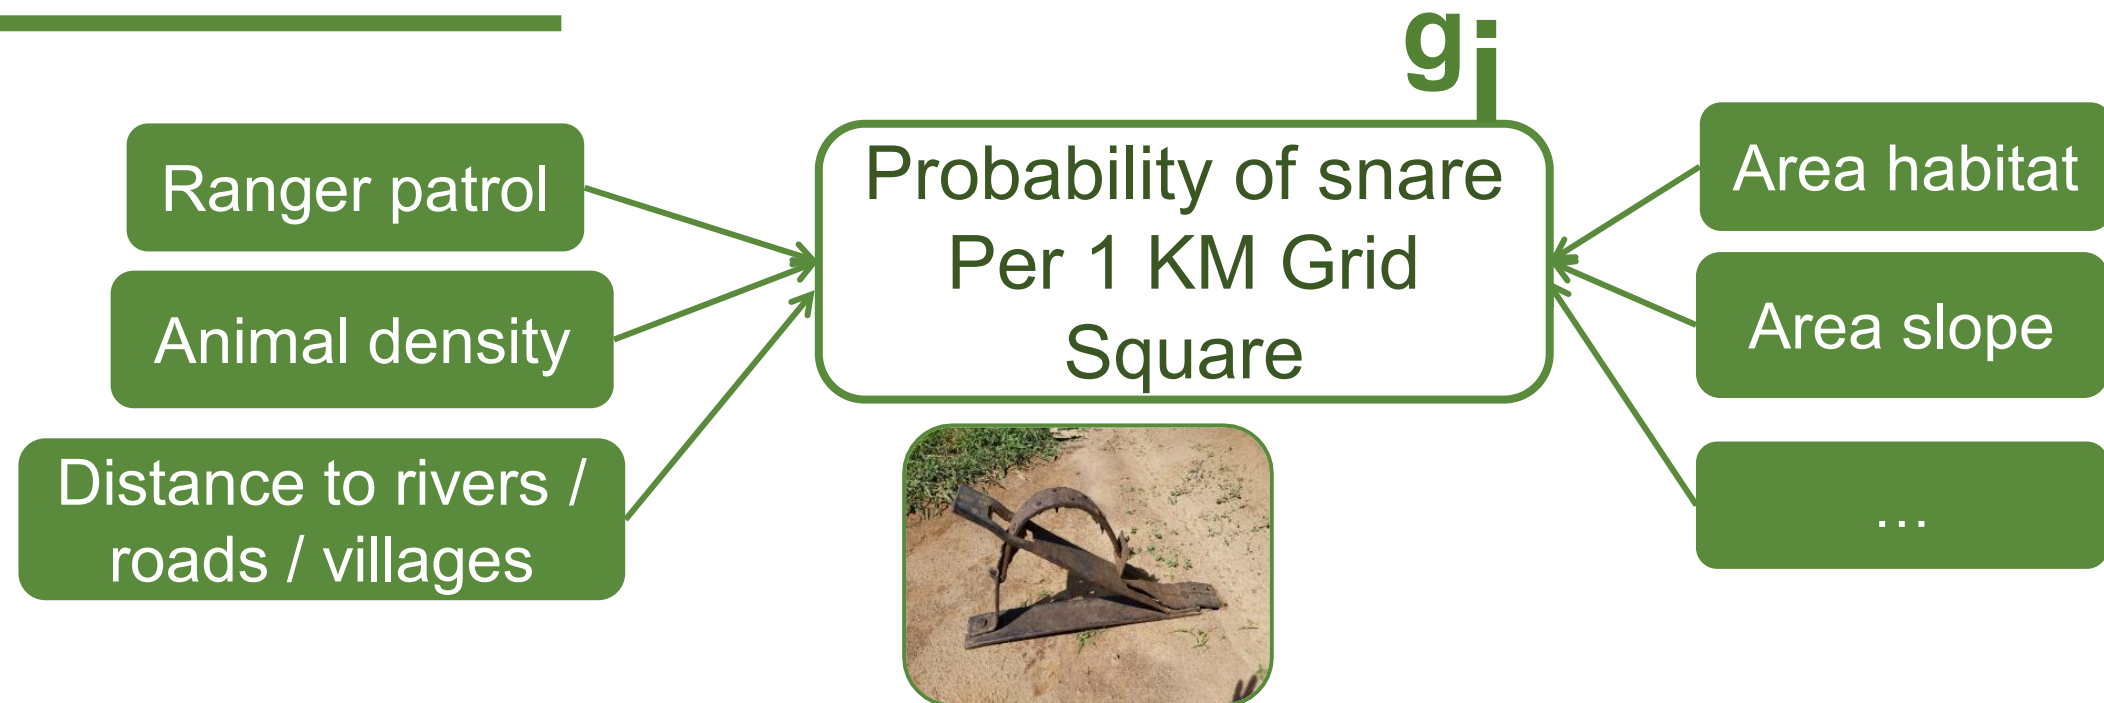 gj
Ranger patrol
Animal density
Distance to rivers /
roads / villages
Probability of snare
Per 1 KM Grid
Square
Area habitat
Area slope
…